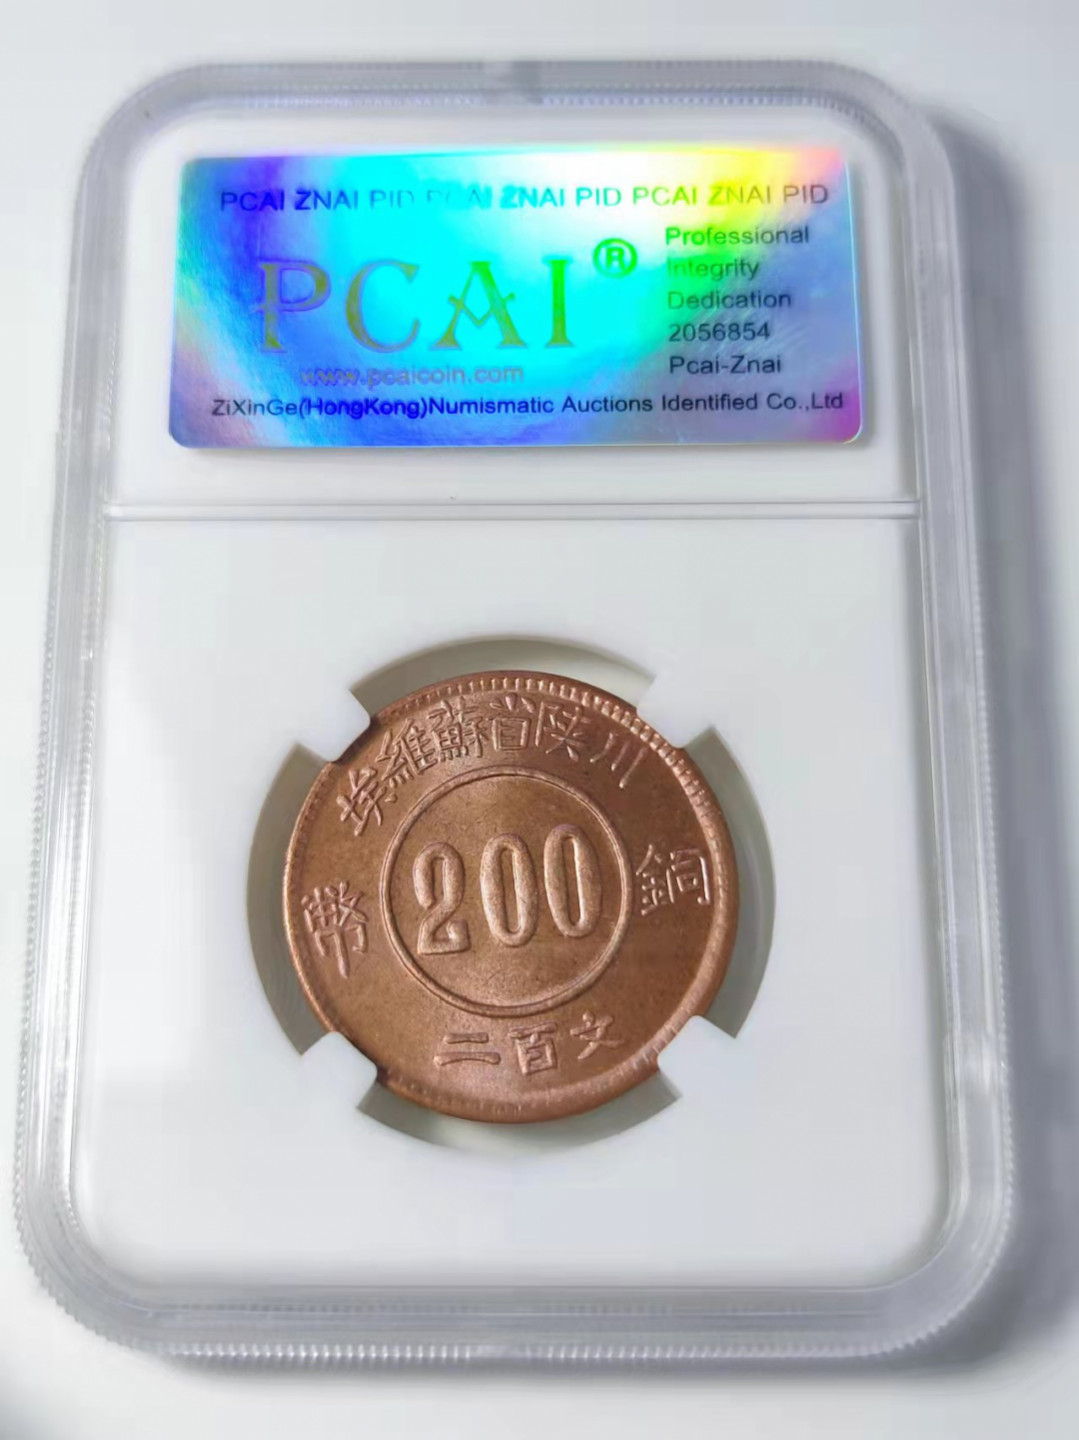 PCAI ZNAI PID PCAI ZNAI PID PCAI ZNAI PID
PCAI®
Professional
Integrity
Dedication
2056854
Pcai-Znai
www.pcaicoin.com
ZiXinGe(HongKong)Numismatic Auctions Identified Co.,Ltd
川陝省蘇維埃
200
銅幣
二百文